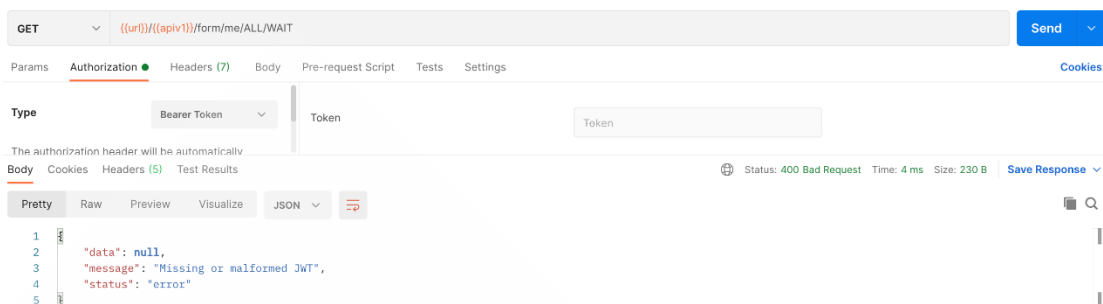 GET {{url}}/{{apiv1}}/form/me/ALL/WAIT Send
Params Authorization Headers (7) Body Pre-request Script Tests Settings Cookies
Type Bearer Token Token Token
The authorization header will be automatically
Body Cookies Headers (5) Test Results Status: 400 Bad Request Time: 4 ms Size: 230 B Save Response
Pretty Raw Preview Visualize JSON
1 {
2 "data": null,
3 "message": "Missing or malformed JWT",
4 "status": "error"
5 }